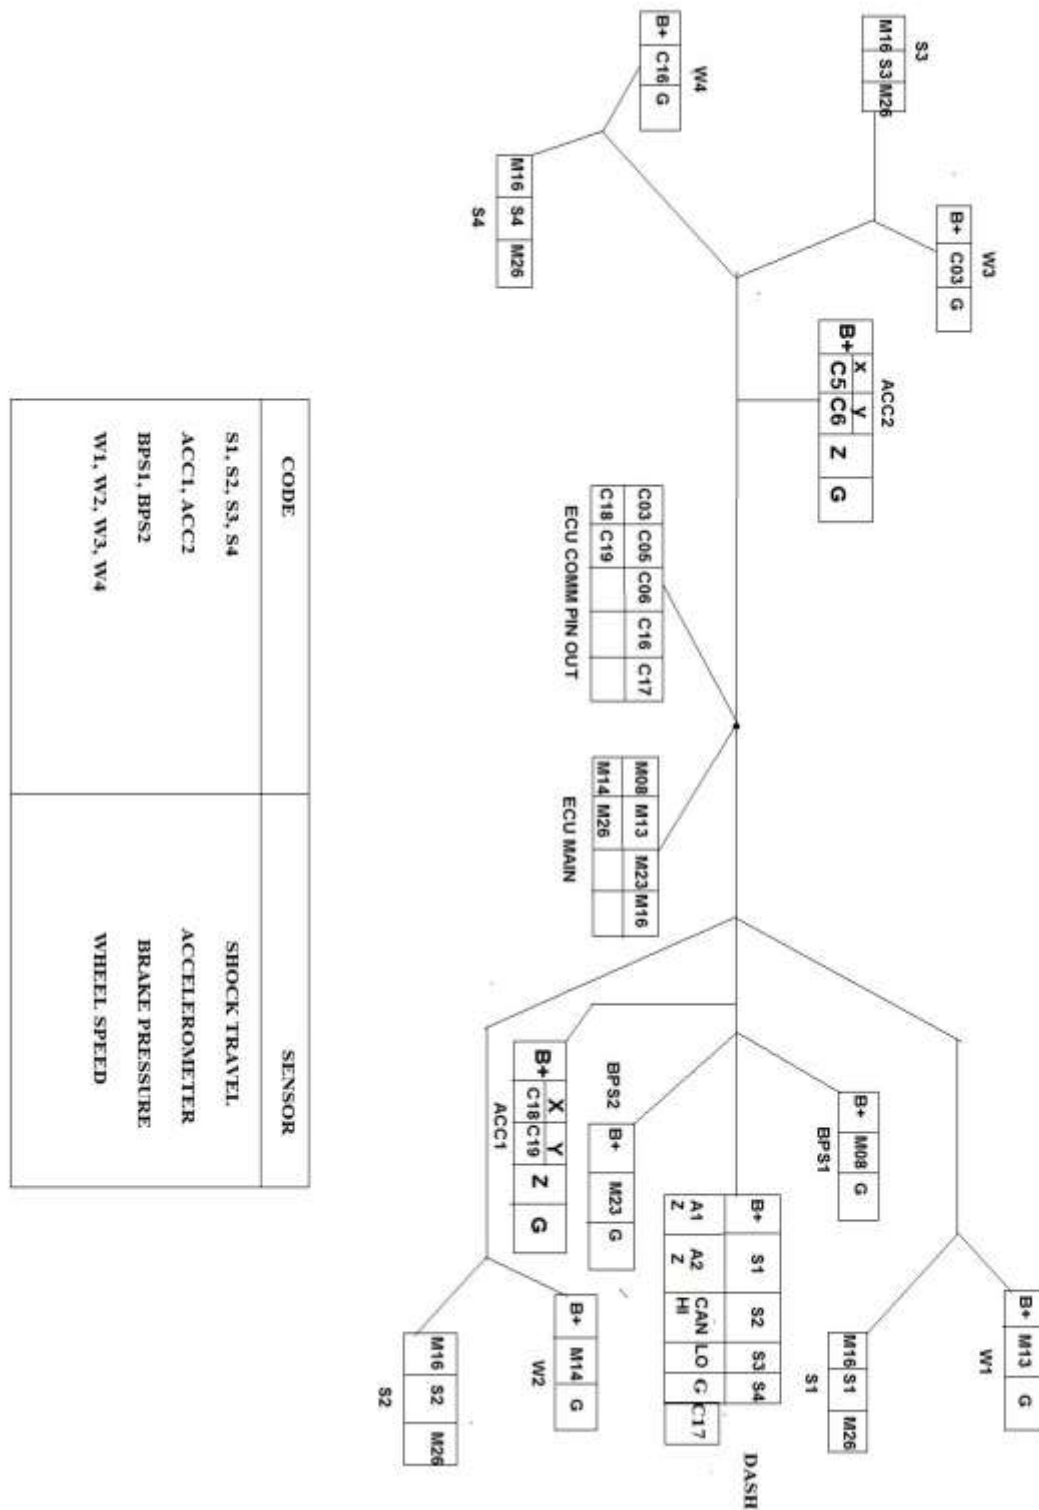 S3
M16 S3 M26
W4
B+ C16 G
M16 S4 M26
S4
W3
B+ C03 G
ACC2
X Y
B+ C5 C6 Z G
C03 C05 C06 C16 C17
C18 C19
ECU COMM PIN OUT
M08 M13 M23 M16
M14 M26
ECU MAIN
X Y
B+ C18 C19 Z G
ACC1
BPS2
B+ M23 G
B+ M08 G
BPS1
B+ S1 S2 S3 S4
A1 Z A2 Z CAN HI LO G C17
DASH
B+ M13 G
W1
M16 S1 M26
S1
B+ M14 G
W2
M16 S2 M26
S2
CODE SENSOR
S1, S2, S3, S4 SHOCK TRAVEL
ACC1, ACC2 ACCELEROMETER
BPS1, BPS2 BRAKE PRESSURE
W1, W2, W3, W4 WHEEL SPEED